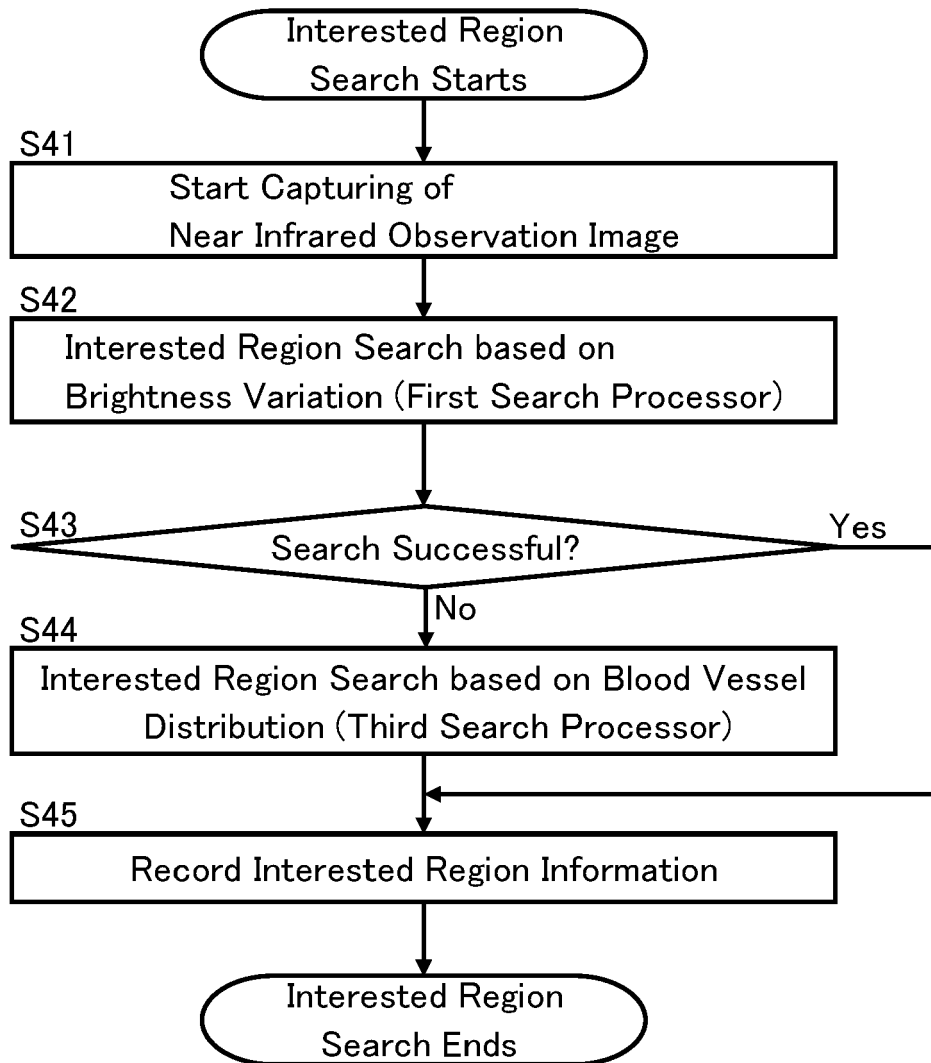 Interested Region
Search Starts
S41
Start Capturing of
Near Infrared Observation Image
S42
Interested Region Search based on
Brightness Variation (First Search Processor)
S43
Search Successful?
Yes
No
S44
Interested Region Search based on Blood Vessel
Distribution (Third Search Processor)
S45
Record Interested Region Information
Interested Region
Search Ends